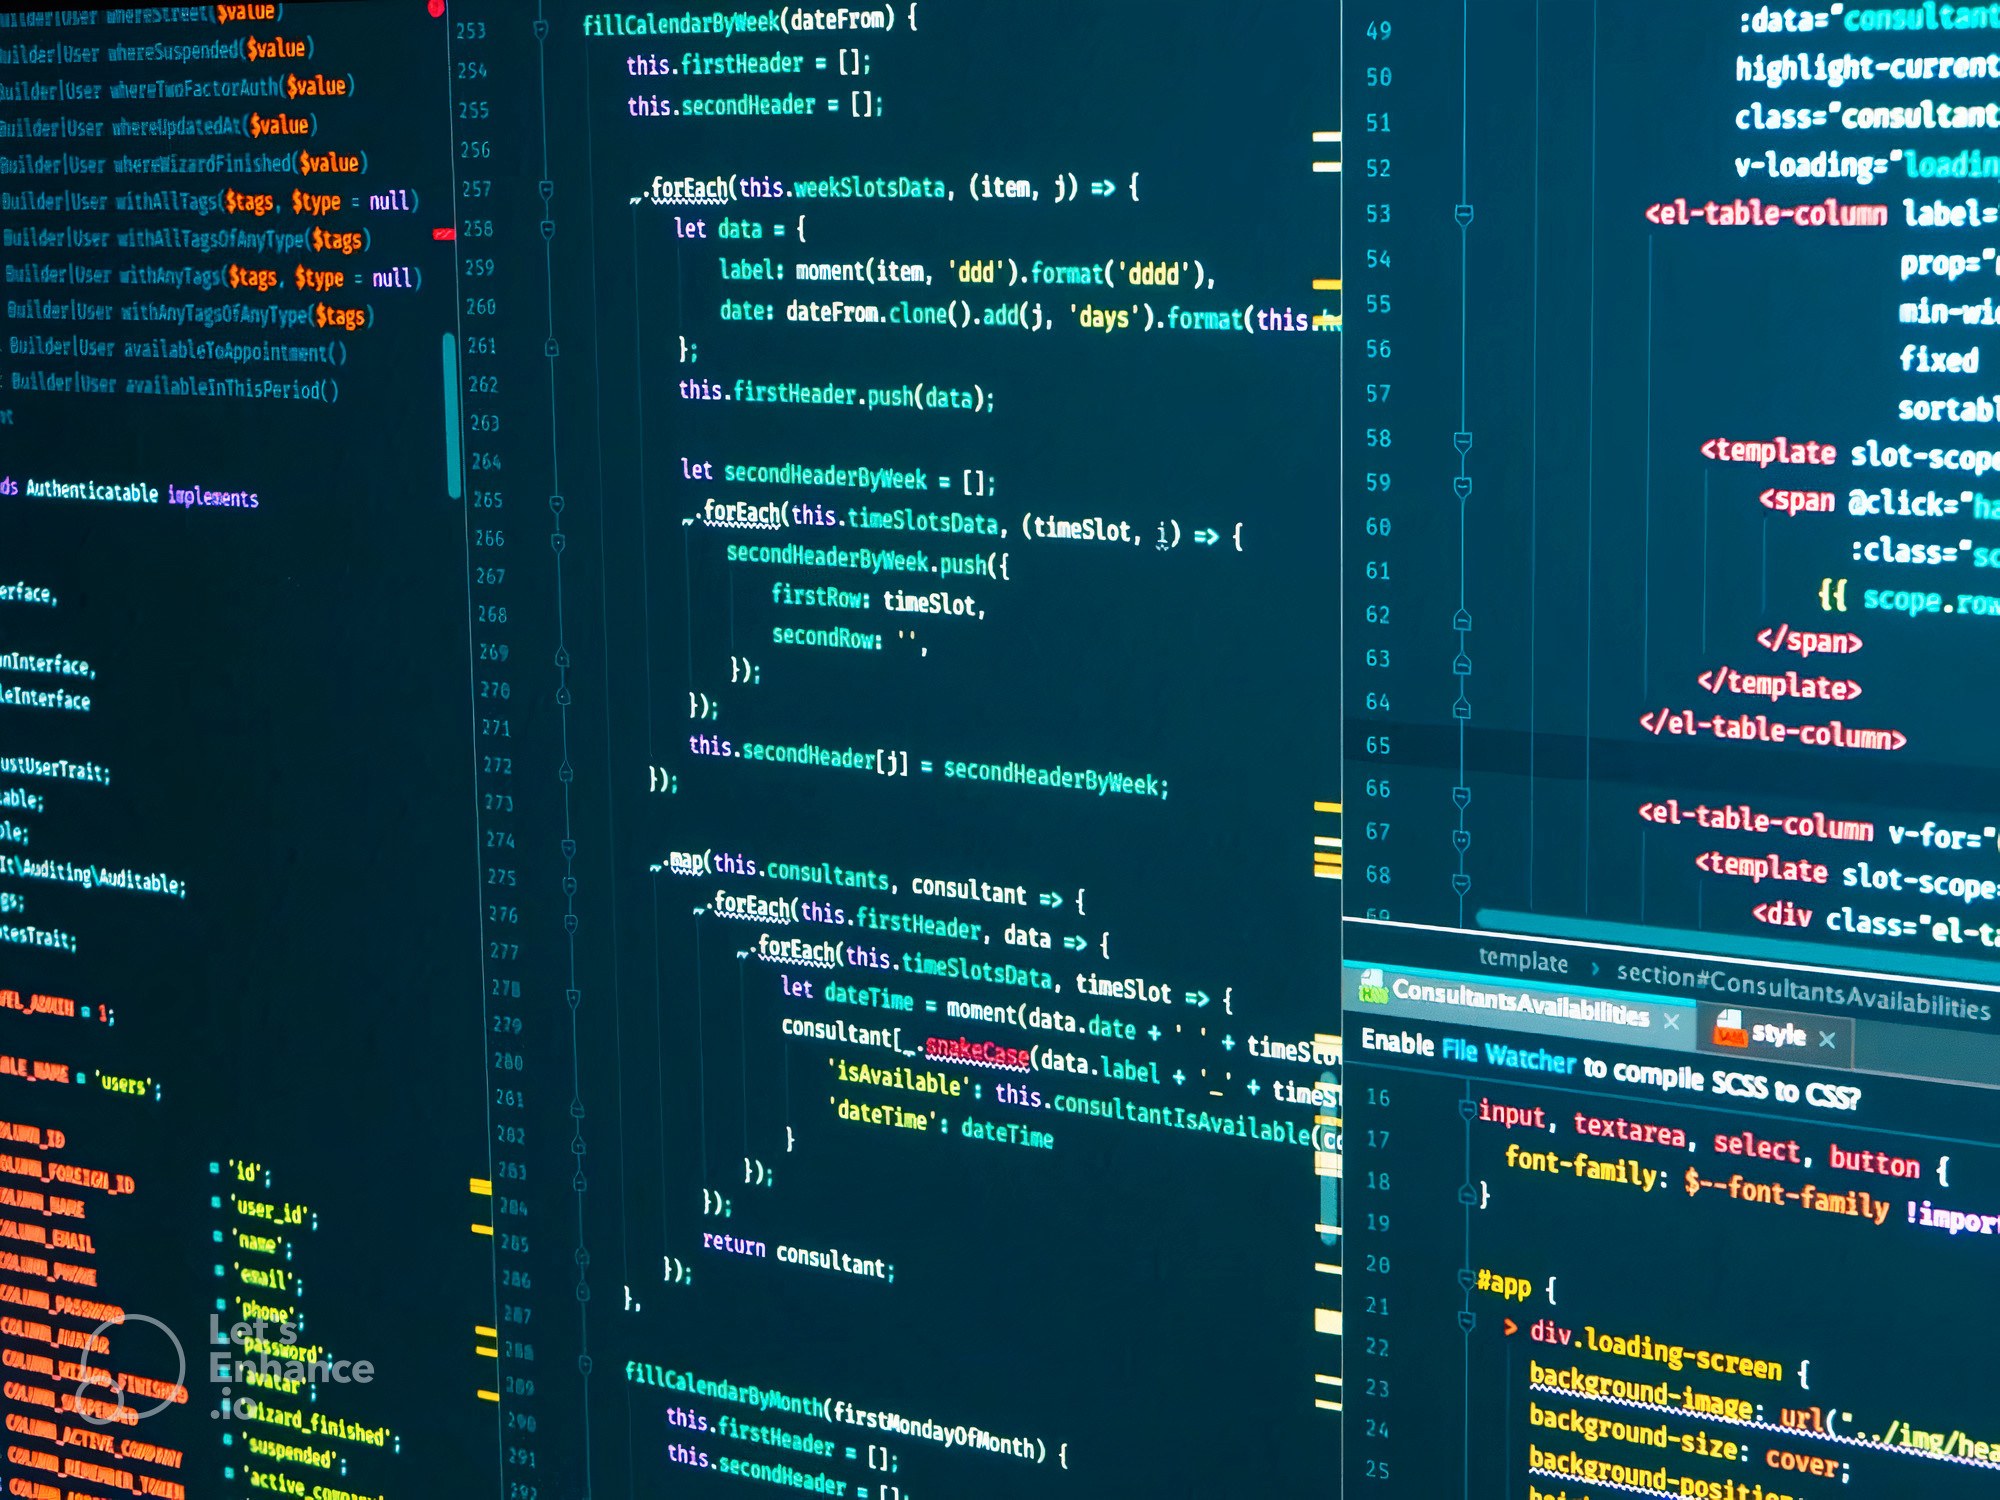 Builder|User whereStreet($value)
Builder|User whereSuspended($value)
Builder|User whereTwoFactorAuth($value)
Builder|User whereUpdatedAt($value)
Builder|User whereWizardFinished($value)
Builder|User withAllTags($tags, $type = null)
Builder|User withAllTagsOfAnyType($tags)
Builder|User withAnyTags($tags, $type = null)
Builder|User withAnyTagsOfAnyType($tags)
Builder|User availableToAppointment()
Builder|User availableInThisPeriod()
ds Authenticatable implements
erface,
nInterface,
leInterface
ustUserTrait;
able;
ble;
It\Auditing\Auditable;
gs;
tesTrait;
VEL_ADMIN = 1;
BLE_NAME = 'users';
OLUMN_ID = 'id';
OLUMN_FOREIGN_ID = 'user_id';
OLUMN_NAME = 'name';
COLUMN_EMAIL = 'email';
COLUMN_PHONE = 'phone';
COLUMN_PASSWORD = 'password';
COLUMN_AVATAR = 'avatar';
COLUMN_WIZARD_FINISHED = 'wizard_finished';
COLUMN_SUSPENDED = 'suspended';
COLUMN_ACTIVE_COMPANY = 'active_company
COLUMN_REMEMBER_TOKEN
Let's
Enhance
.io
253 fillCalendarByWeek(dateFrom) {
254 this.firstHeader = [];
255 this.secondHeader = [];
256
257 _.forEach(this.weekSlotsData, (item, j) => {
258 let data = {
259 label: moment(item, 'ddd').format('dddd'),
260 date: dateFrom.clone().add(j, 'days').format(this.
261 };
262 this.firstHeader.push(data);
263
264 let secondHeaderByWeek = [];
265 _.forEach(this.timeSlotsData, (timeSlot, i) => {
266 secondHeaderByWeek.push({
267 firstRow: timeSlot,
268 secondRow: '',
269 });
270 });
271 this.secondHeader[j] = secondHeaderByWeek;
272 });
273
274 _.map(this.consultants, consultant => {
275 _.forEach(this.firstHeader, data => {
276 _.forEach(this.timeSlotsData, timeSlot => {
277 let dateTime = moment(data.date + ' ' + timeSlot
278 consultant[_.snakeCase(data.label + '_' + timeS
279 'isAvailable': this.consultantIsAvailable(co
280 'dateTime': dateTime
281 }
282 });
283 });
284 return consultant;
285 });
286 },
287
288 fillCalendarByMonth(firstMondayOfMonth) {
289 this.firstHeader = [];
290 this.secondHeader = [];
291
292
49 :data="consultant
50 highlight-current
51 class="consultant
52 v-loading="loadin
53 <el-table-column label="
54 prop="
55 min-wid
56 fixed
57 sortabl
58 <template slot-scope
59 <span @click="ha
60 :class="sc
61 {{ scope.row
62 </span>
63 </template>
64 </el-table-column>
65
66 <el-table-column v-for="
67 <template slot-scope=
68 <div class="el-ta
69
template > section#ConsultantsAvailabilities
ConsultantsAvailabilities × style ×
Enable File Watcher to compile SCSS to CSS?
16 input, textarea, select, button {
17 font-family: $--font-family !impor
18 }
19
20 #app {
21 > div.loading-screen {
22 background-image: url("../img/hea
23 background-size: cover;
24 background-position
25